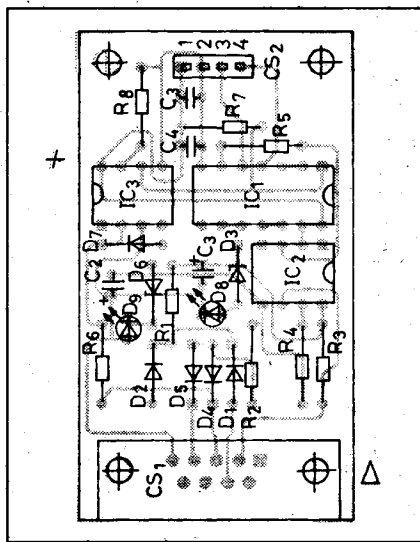 1 2 3 4
CS2
R8
C3
R7
C4
R5
IC3
IC1
D7
D6
C3
D3
IC2
C2
+
+
D9
D8
R6
R1
R4
R3
D2
D5
D4
D1
R2
CS1